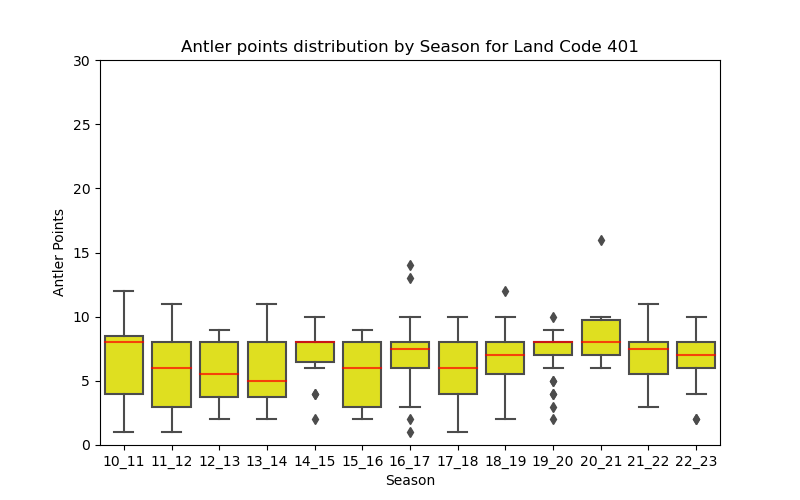 Antler points distribution by Season for Land Code 401
30
25
20
15
10
5
0
Antler Points
10_11 11_12 12_13 13_14 14_15 15_16 16_17 17_18 18_19 19_20 20_21 21_22 22_23
Season